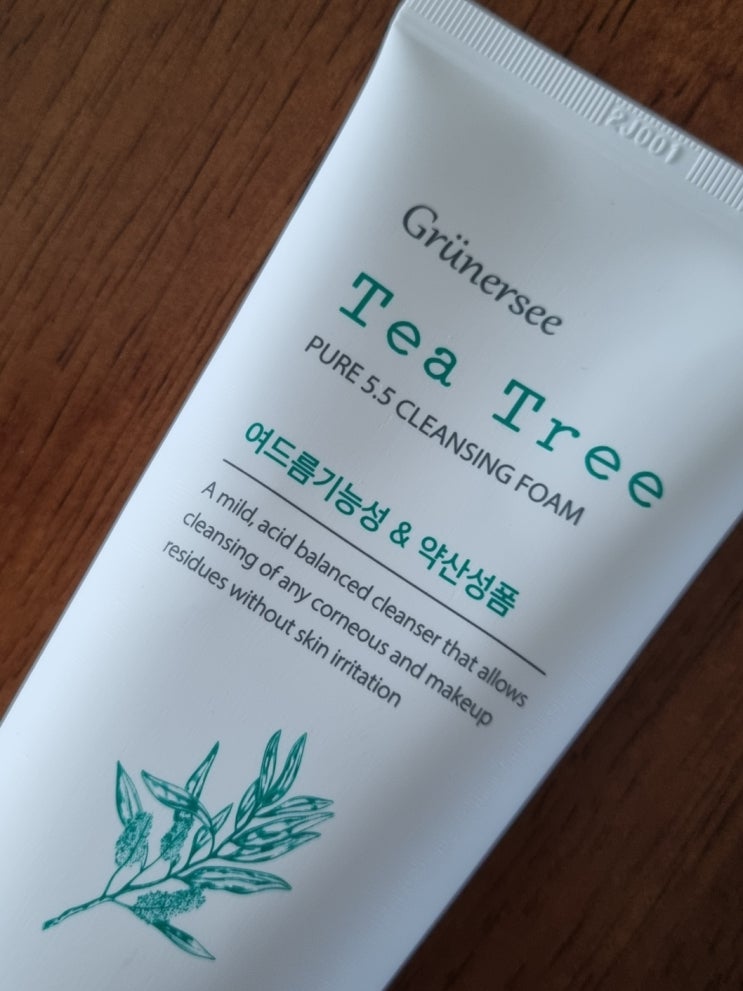 2J001
Grünersee
Tea Tree
PURE 5.5 CLEANSING FOAM
여드름기능성 & 약산성폼
A mild, acid balanced cleanser that allows
cleansing of any corneous and makeup
residues without skin irritation